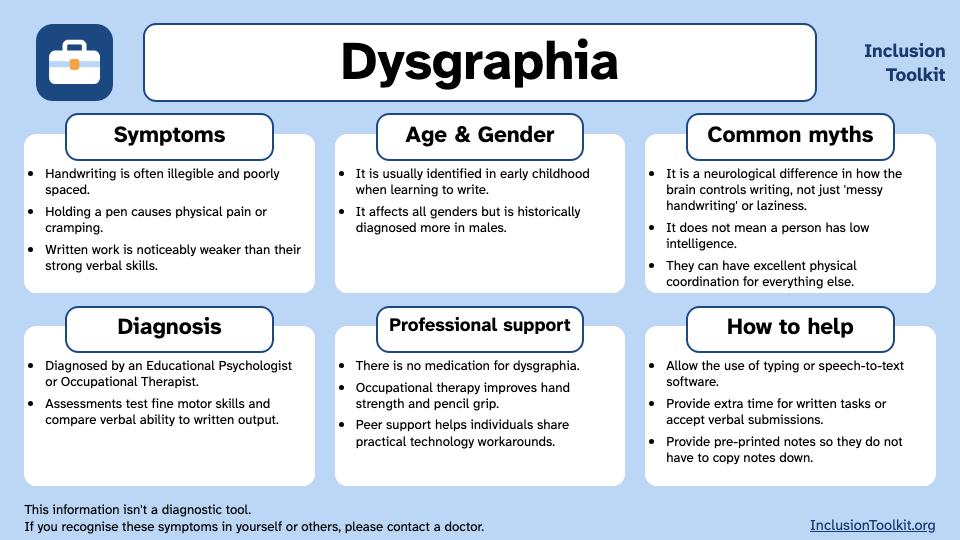 Dysgraphia
Inclusion
Toolkit
Symptoms
• Handwriting is often illegible and poorly
spaced.
• Holding a pen causes physical pain or
cramping.
• Written work is noticeably weaker than their
strong verbal skills.
Age & Gender
• It is usually identified in early childhood
when learning to write.
• It affects all genders but is historically
diagnosed more in males.
Common myths
• It is a neurological difference in how the
brain controls writing, not just 'messy
handwriting' or laziness.
• It does not mean a person has low
intelligence.
• They can have excellent physical
coordination for everything else.
Diagnosis
• Diagnosed by an Educational Psychologist
or Occupational Therapist.
• Assessments test fine motor skills and
compare verbal ability to written output.
Professional support
• There is no medication for dysgraphia.
• Occupational therapy improves hand
strength and pencil grip.
• Peer support helps individuals share
practical technology workarounds.
How to help
• Allow the use of typing or speech-to-text
software.
• Provide extra time for written tasks or
accept verbal submissions.
• Provide pre-printed notes so they do not
have to copy notes down.
This information isn't a diagnostic tool.
If you recognise these symptoms in yourself or others, please contact a doctor.
InclusionToolkit.org